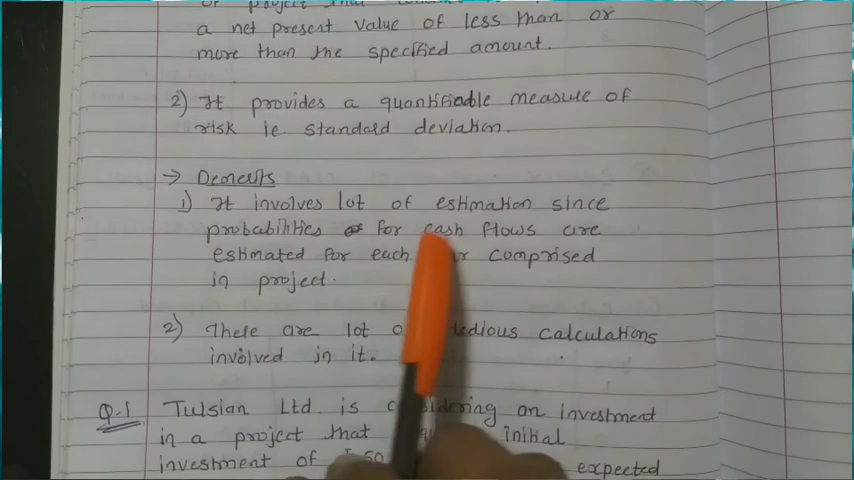 a net present value of less than or
more than the specified amount.
2) It provides a quantifiable measure of
risk ie standard deviation.
→ Demerits
1) It involves lot of estimation since
probabilities for cash flows are
estimated for each comprised
in project.
2) There are lot tedious calculations
involved in it.
Q.1 Tulsian Ltd. is considering an investment
in a project that initial
investment of expected